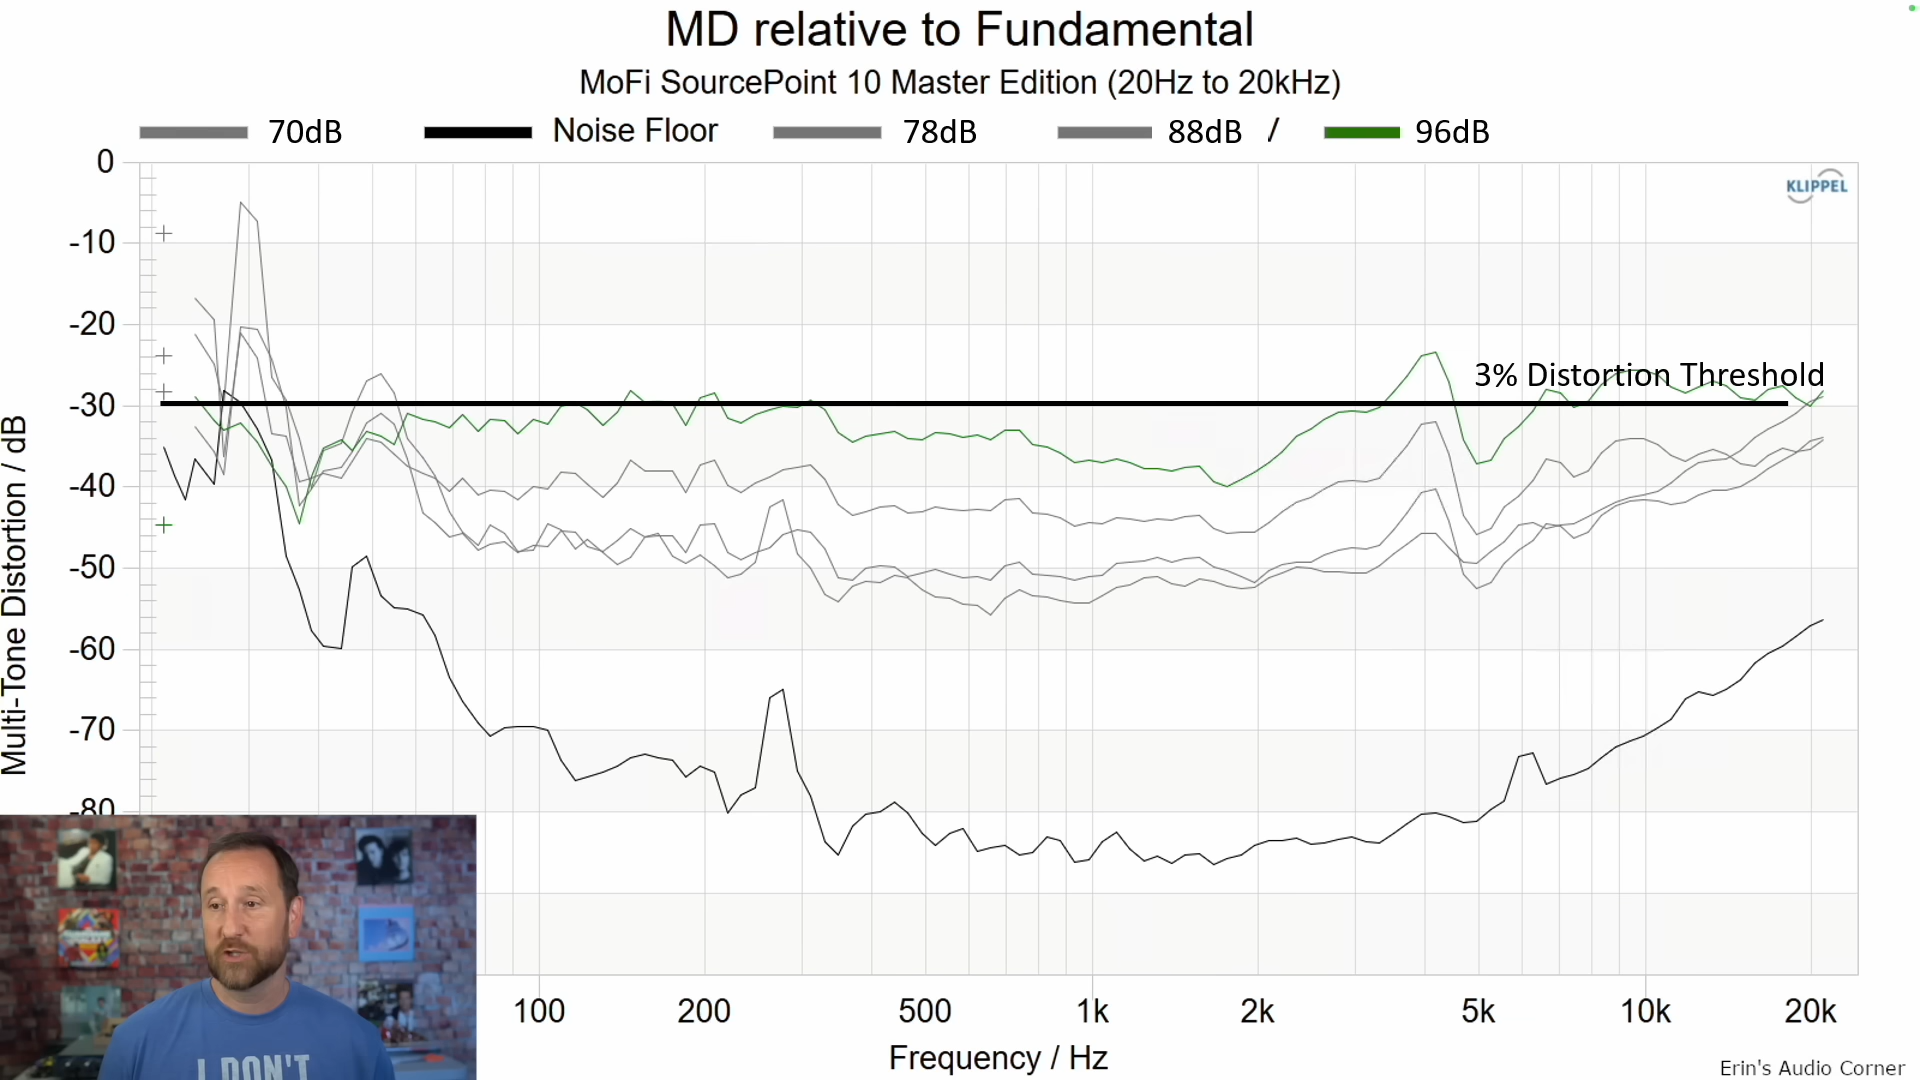 MD relative to Fundamental
MoFi SourcePoint 10 Master Edition (20Hz to 20kHz)
70dB Noise Floor 78dB 88dB / 96dB
KLIPPEL
0
-10
-20
-30
-40
-50
-60
-70
-80
Multi-Tone Distortion / dB
3% Distortion Threshold
100 200 500 1k 2k 5k 10k 20k
Frequency / Hz
I DON'T
Erin's Audio Corner